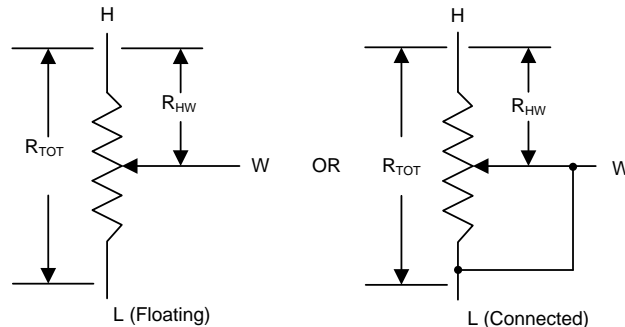 H
R_TOT
R_HW
W
L (Floating)
OR
H
R_TOT
R_HW
W
L (Connected)